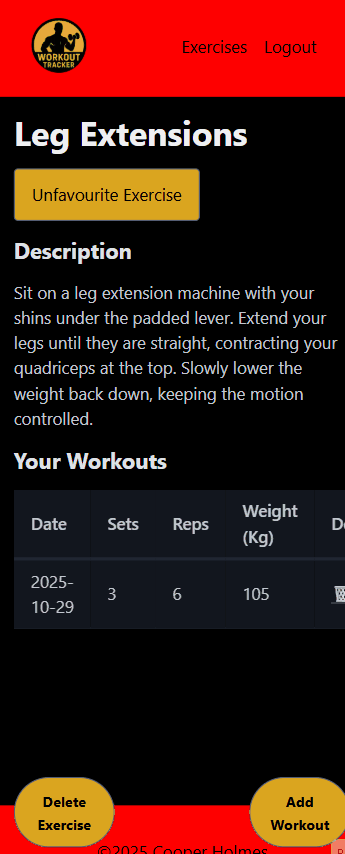 WORKOUT
TRACKER
Exercises Logout
Leg Extensions
Unfavourite Exercise
Description
Sit on a leg extension machine with your
shins under the padded lever. Extend your
legs until they are straight, contracting your
quadriceps at the top. Slowly lower the
weight back down, keeping the motion
controlled.
Your Workouts
Date Sets Reps Weight
(Kg)
2025-
10-29 3 6 105
Delete
Exercise
Add
Workout
©2025 Cooper Holmes